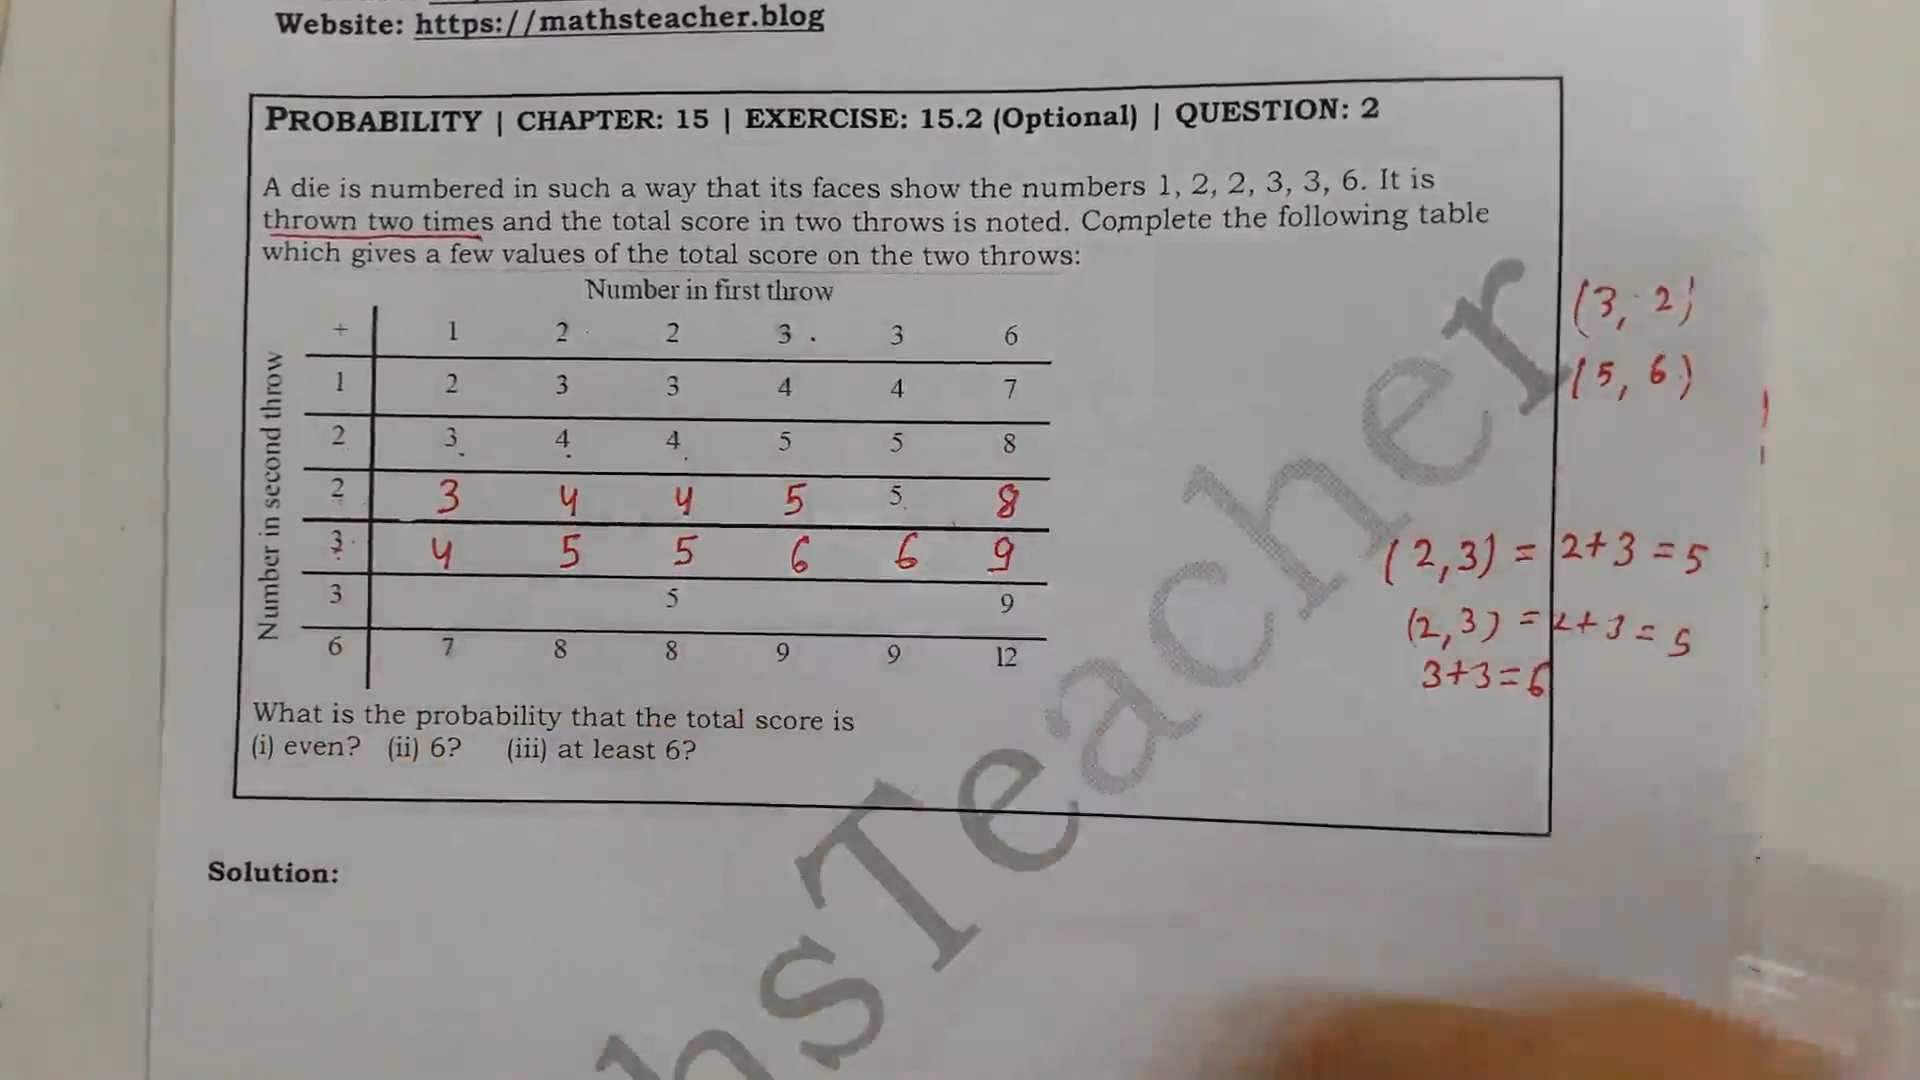 Website: https://mathsteacher.blog
PROBABILITY | CHAPTER: 15 | EXERCISE: 15.2 (Optional) | QUESTION: 2
A die is numbered in such a way that its faces show the numbers 1, 2, 2, 3, 3, 6. It is
thrown two times and the total score in two throws is noted. Complete the following table
which gives a few values of the total score on the two throws:
Number in first throw
Number in second throw
+ 1 2 2 3 3 6
1 2 3 3 4 4 7
2 3 4 4 5 5 8
2 3 4 4 5 5 8
3 4 5 5 6 6 9
3 5 9
6 7 8 8 9 9 12
(3, 2)
(5, 6)
(2,3) = 2+3 = 5
(2,3) = 2+3 = 5
3+3=6
What is the probability that the total score is
(i) even? (ii) 6? (iii) at least 6?
Solution:
hsTeacher